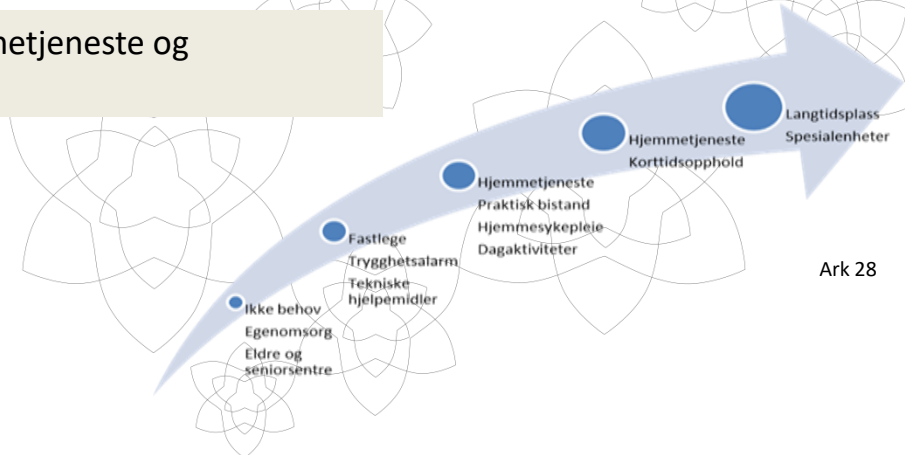 netjeneste og
Langtidsplass
Spesialenheter
Hjemmetjeneste
Korttidsopphold
Hjemmetjeneste
Praktisk bistand
Hjemmesykepleie
Dagaktiviteter
Fastlege
Trygghetsalarm
Tekniske
hjelpemidler
Ark 28
Ikke behov
Egenomsorg
Eldre og
seniorsentre